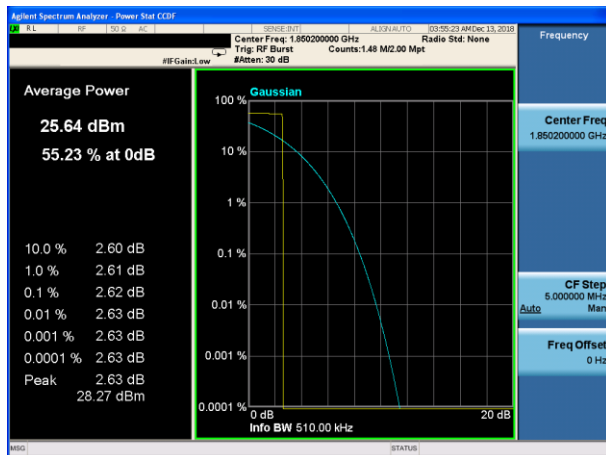 Agilent Spectrum Analyzer - Power Stat CCDF
RL RF 50 Ω AC SENSE:INT ALIGN AUTO 03:55:23 AM Dec 13, 2018
Center Freq: 1.850200000 GHz Radio Std: None
Trig: RF Burst Counts:1.48 M/2.00 Mpt
#IFGain:Low #Atten: 30 dB
Frequency
Average Power
25.64 dBm
55.23 % at 0dB
10.0 % 2.60 dB
1.0 % 2.61 dB
0.1 % 2.62 dB
0.01 % 2.63 dB
0.001 % 2.63 dB
0.0001 % 2.63 dB
Peak 2.63 dB
28.27 dBm
Gaussian
100 %
10 %
1 %
0.1 %
0.01 %
0.001 %
0.0001 %
0 dB 20 dB
Info BW 510.00 kHz
Center Freq
1.850200000 GHz
CF Step
5.000000 MHz
Auto Man
Freq Offset
0 Hz
MSG STATUS